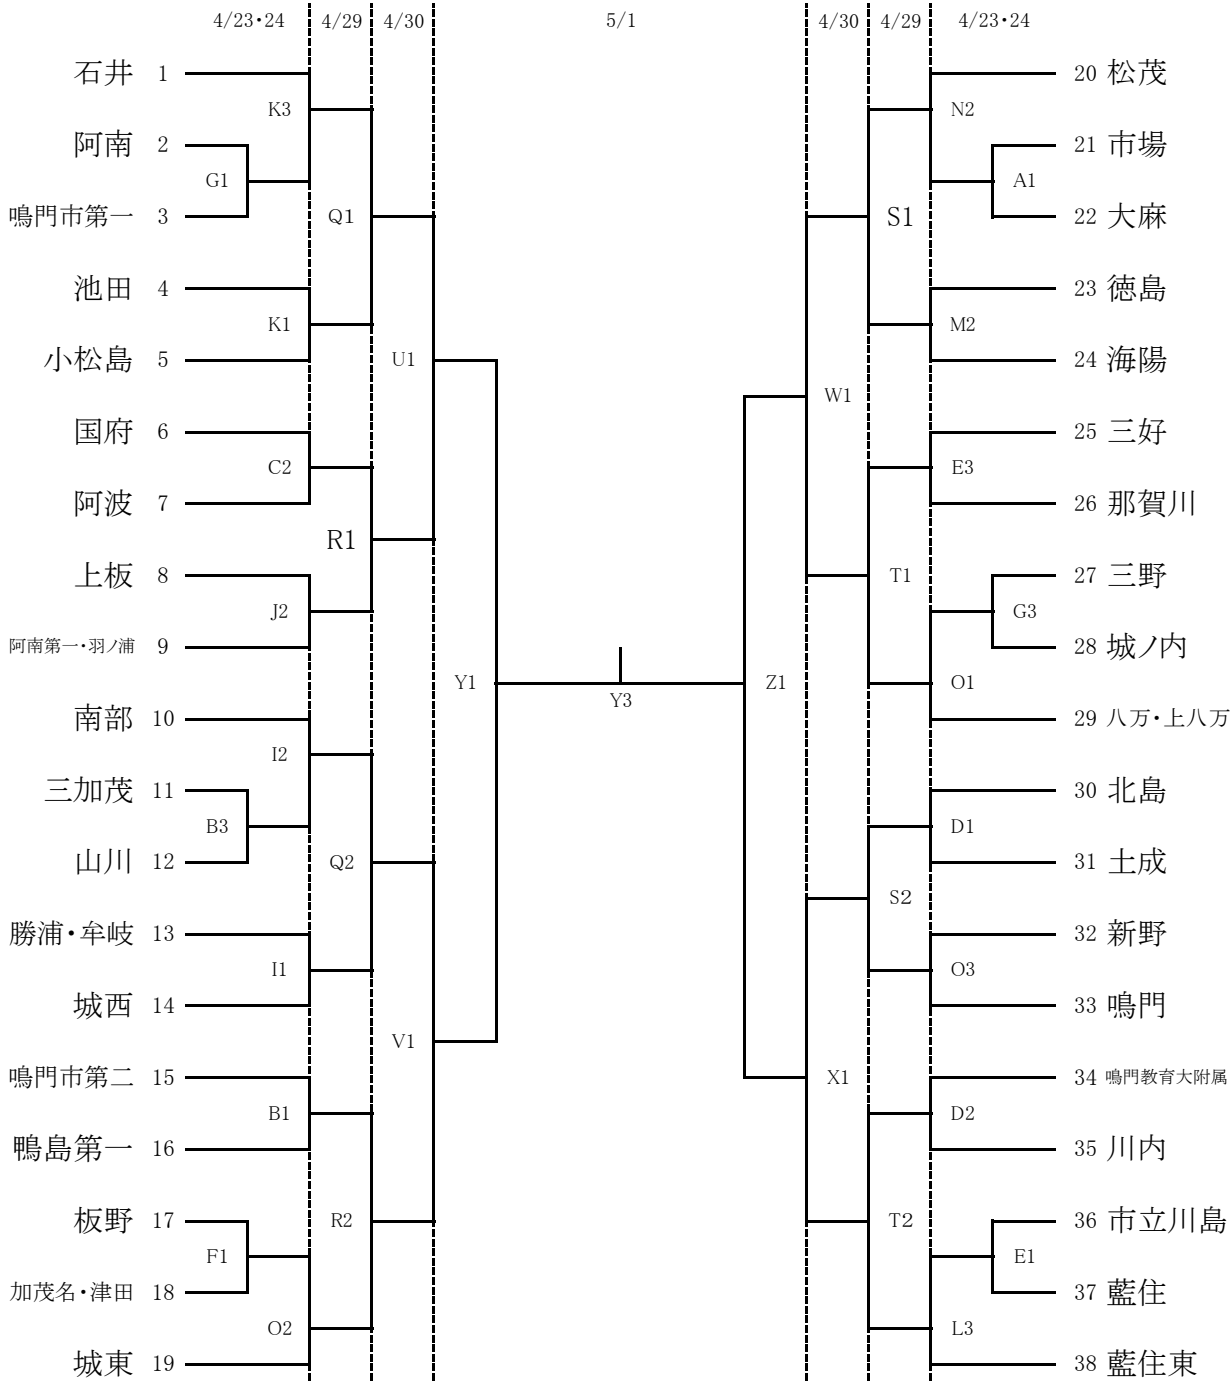 4/23・24 4/29 4/30 5/1 4/30 4/29 4/23・24
石井 1 20 松茂
K3 N2
阿南 2 21 市場
G1 A1
鳴門市第一 3 Q1 S1 22 大麻
池田 4 23 徳島
K1 M2
小松島 5 U1 24 海陽
W1
国府 6 25 三好
C2 E3
阿波 7 26 那賀川
R1
上板 8 T1 27 三野
J2 G3
阿南第一・羽ノ浦 9 28 城ノ内
Y1 Z1 O1
Y3
南部 10 29 八万・上八万
I2
三加茂 11 30 北島
B3 D1
山川 12 Q2 31 土成
S2
勝浦・牟岐 13 32 新野
I1 O3
城西 14 33 鳴門
V1
鳴門市第二 15 X1 34 鳴門教育大附属
B1 D2
鴨島第一 16 35 川内
板野 17 R2 T2 36 市立川島
F1 E1
加茂名・津田 18 37 藍住
O2 L3
城東 19 38 藍住東